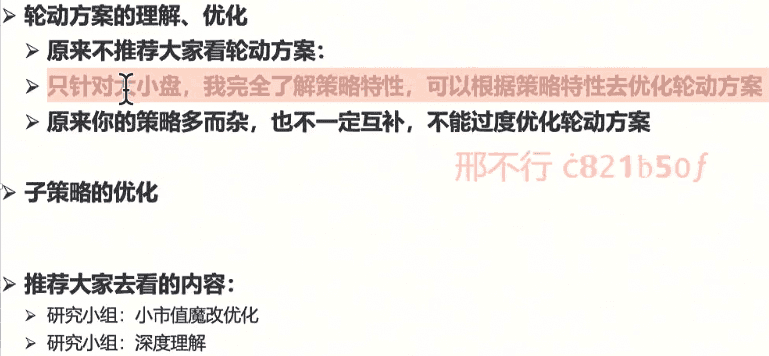 轮动方案的理解、优化
原来不推荐大家看轮动方案：
只针对大小盘，我完全了解策略特性，可以根据策略特性去优化轮动方案
原来你的策略多而杂，也不一定互补，不能过度优化轮动方案
邢不行 c821b50f
子策略的优化
推荐大家去看的内容：
研究小组：小市值魔改优化
研究小组：深度理解